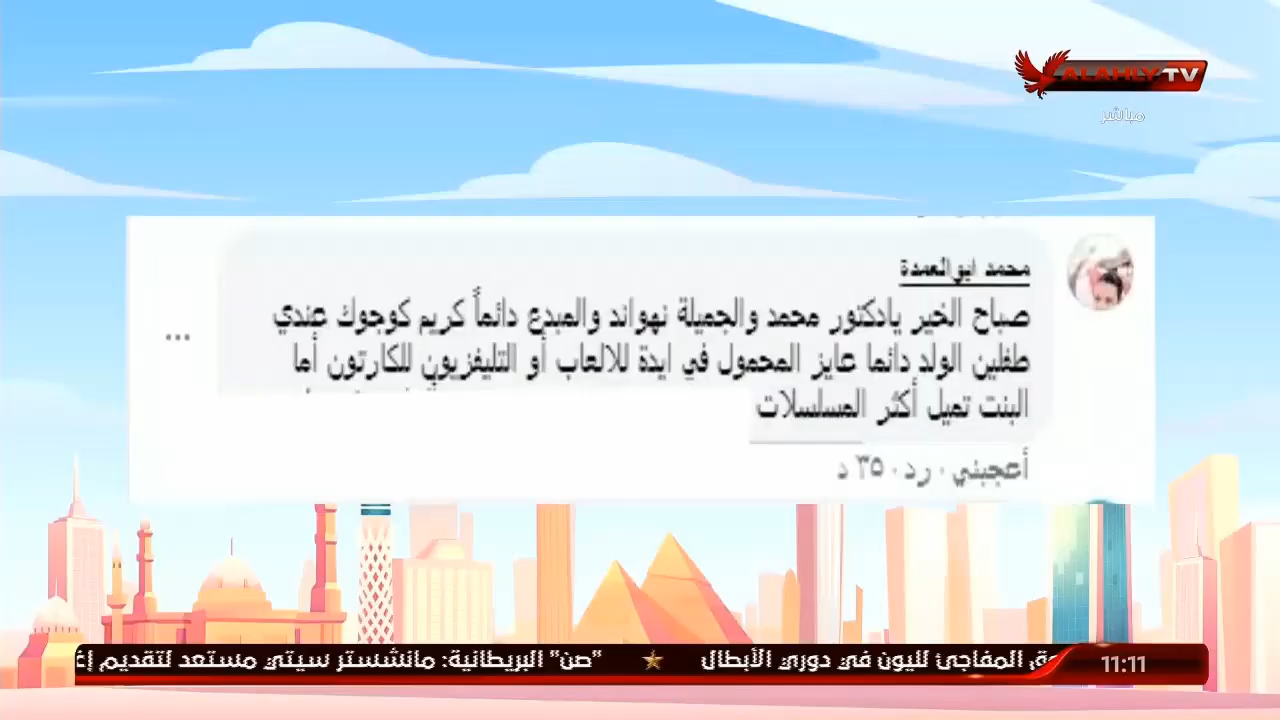 ALAHLY TV
مباشر
محمد ابوالعمدة
صباح الخير يادكتور محمد والجميلة نهواند والمبدع دائماً كريم كوجوك عندي
طفلين الولد دائما عايز المحمول في ايدة للالعاب أو التليفزيون للكارتون أما
البنت تميل أكثر المسلسلات
أعجبني · رد · ٣٥ د
11:11
المفاجئ لليون في دوري الأبطال ★ "صن" البريطانية: مانشستر سيتي مستعد لتقديم